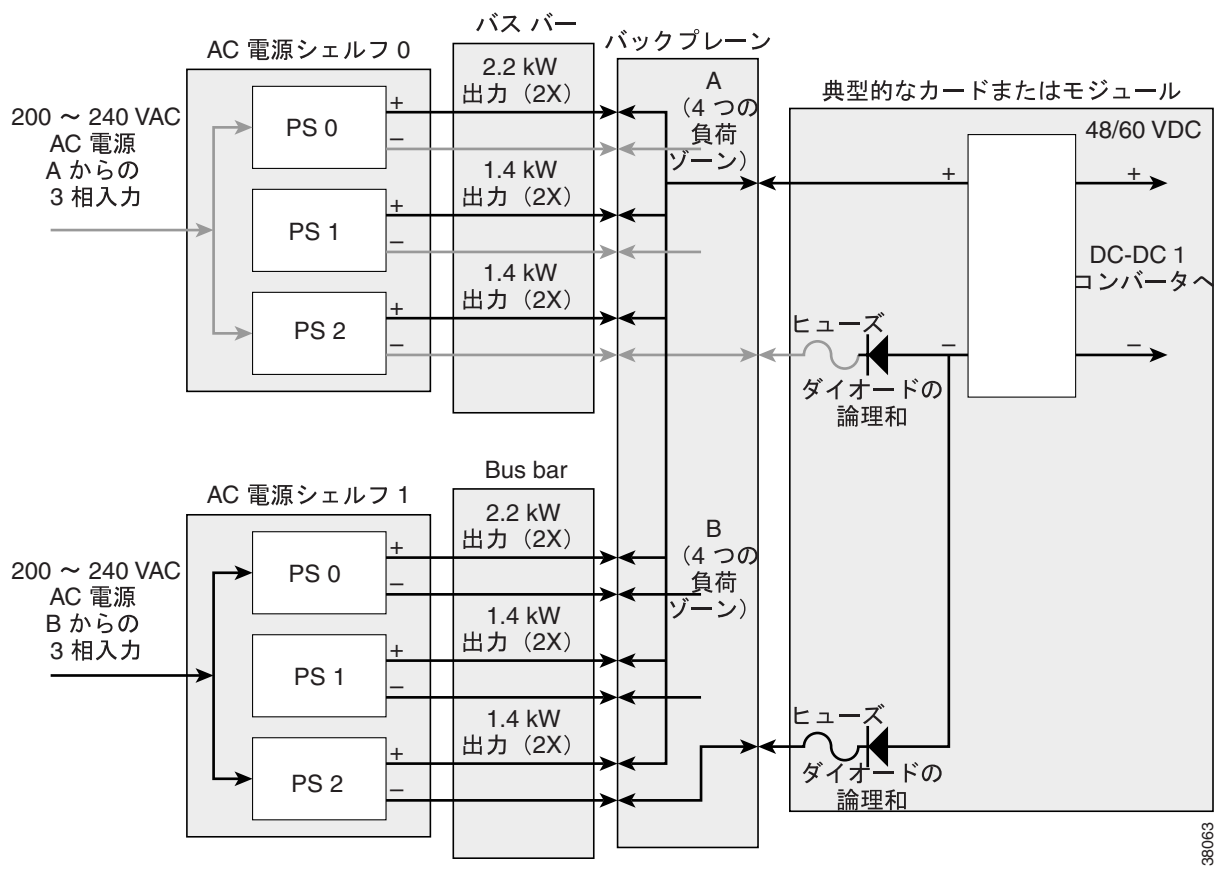 バス バー
AC 電源シェルフ 0
バックプレーン
2.2 kW
出力（2X）
A
（4 つの
負荷
ゾーン）
典型的なカードまたはモジュール
48/60 VDC
200 ～ 240 VAC
AC 電源
A からの
3 相入力
PS 0
+
–
1.4 kW
出力（2X）
PS 1
+
–
1.4 kW
出力（2X）
PS 2
+
–
+
+
DC-DC 1
コンバータへ
ヒューズ
–
–
ダイオードの
論理和
Bus bar
AC 電源シェルフ 1
2.2 kW
出力（2X）
B
（4 つの
負荷
ゾーン）
200 ～ 240 VAC
AC 電源
B からの
3 相入力
PS 0
+
–
1.4 kW
出力（2X）
PS 1
+
–
1.4 kW
出力（2X）
PS 2
+
–
ヒューズ
ダイオードの
論理和
38063